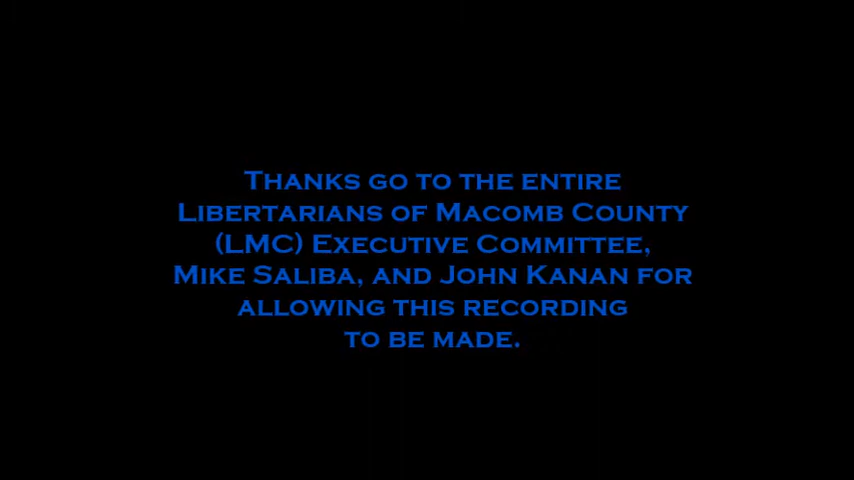 Thanks go to the entire
Libertarians of Macomb County
(LMC) Executive Committee,
Mike Saliba, and John Kanan for
allowing this recording
to be made.